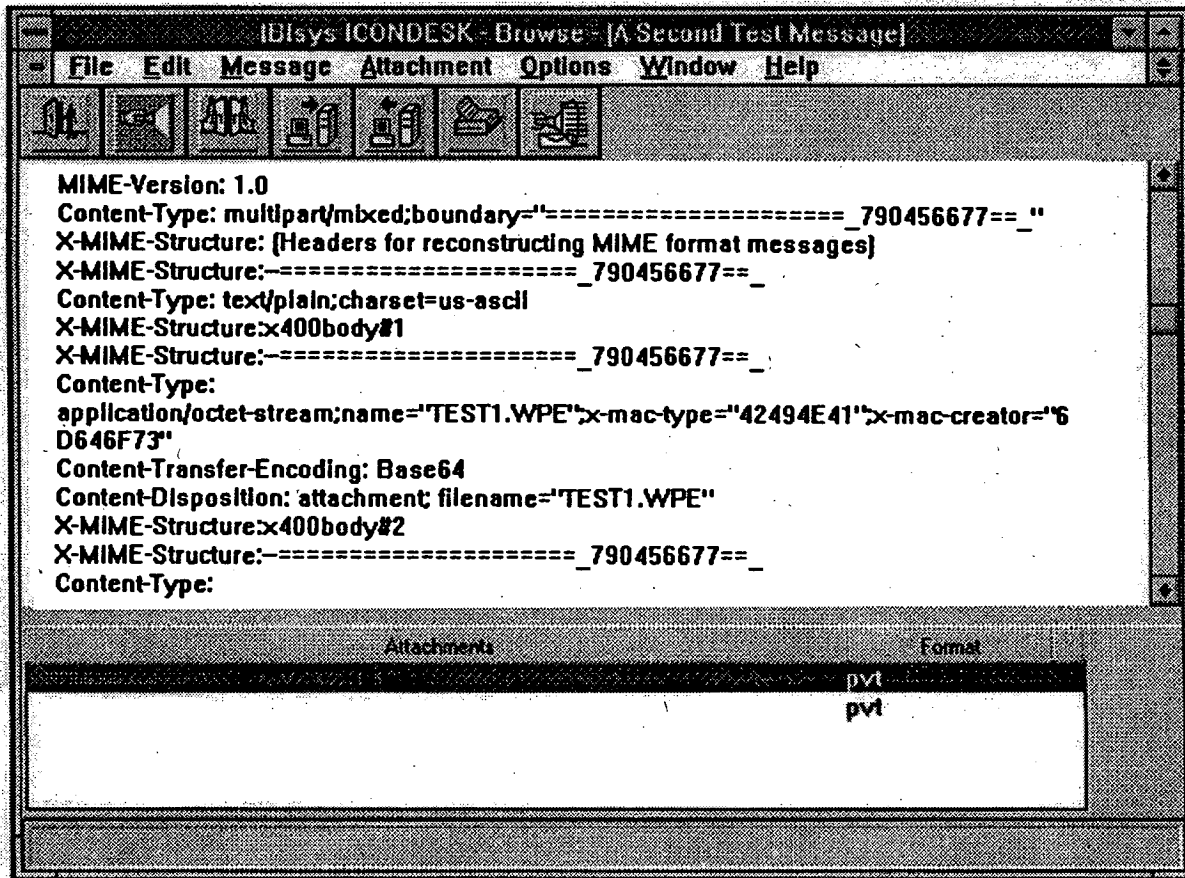 IBIsys ICONDESK - Browse - [A Second Test Message]
File Edit Message Attachment Options Window Help
MIME-Version: 1.0
Content-Type: multipart/mixed;boundary="=====================_790456677==_"
X-MIME-Structure: (Headers for reconstructing MIME format messages)
X-MIME-Structure:--=====================_790456677==_
Content-Type: text/plain;charset=us-ascii
X-MIME-Structure:x400body#1
X-MIME-Structure:--=====================_790456677==_
Content-Type:
application/octet-stream;name="TEST1.WPE";x-mac-type="42494E41";x-mac-creator="6
D646F73"
Content-Transfer-Encoding: Base64
Content-Disposition: attachment; filename="TEST1.WPE"
X-MIME-Structure:x400body#2
X-MIME-Structure:--=====================_790456677==_
Content-Type:
Attachments Format
pvt
pvt